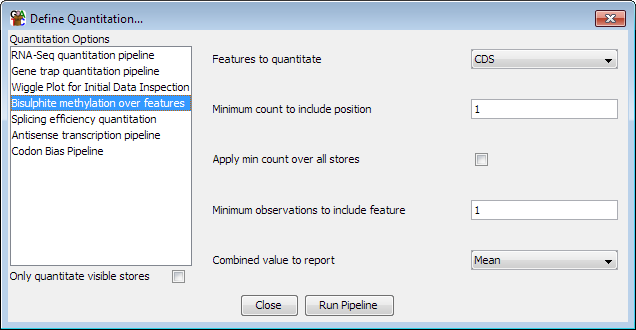 Define Quantitation...
Quantitation Options
RNA-Seq quantitation pipeline
Gene trap quantitation pipeline
Wiggle Plot for Initial Data Inspection
Bisulphite methylation over features
Splicing efficiency quantitation
Antisense transcription pipeline
Codon Bias Pipeline
Only quantitate visible stores
Features to quantitate
CDS
Minimum count to include position
1
Apply min count over all stores
Minimum observations to include feature
1
Combined value to report
Mean
Close
Run Pipeline